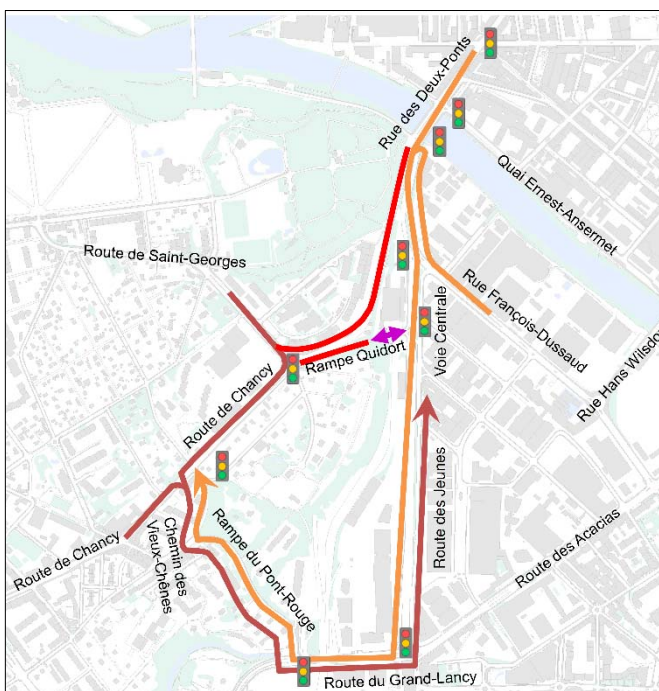 Rue des Deux-Ponts
Quai Ernest-Ansermet
Route de Saint-Georges
Rue François-Dussaud
Voie Centrale
Rampe Quidort
Rue Hans Wilsdo
Route de Chancy
Route des Jeunes
Route des Acacias
Rampe du Pont-Rouge
Chemin des
Vieux-Chênes
Route de Chancy
Route du Grand-Lancy